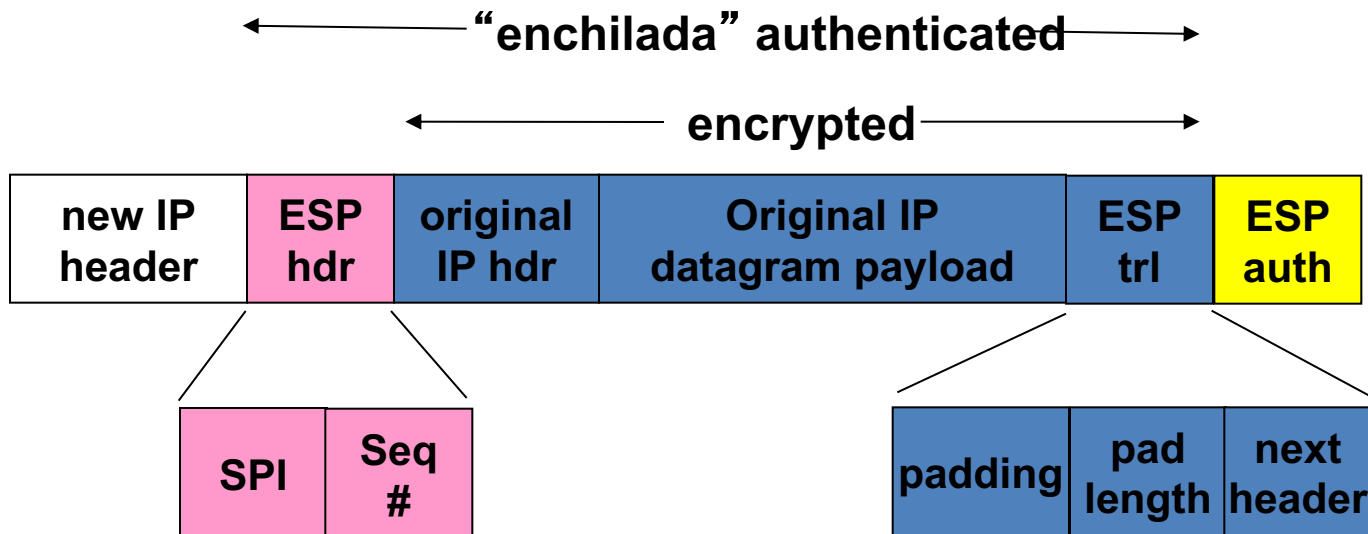 “enchilada” authenticated
encrypted
new IP
header
ESP
hdr
original
IP hdr
Original IP
datagram payload
ESP
trl
ESP
auth
SPI
Seq
#
padding
pad
length
next
header